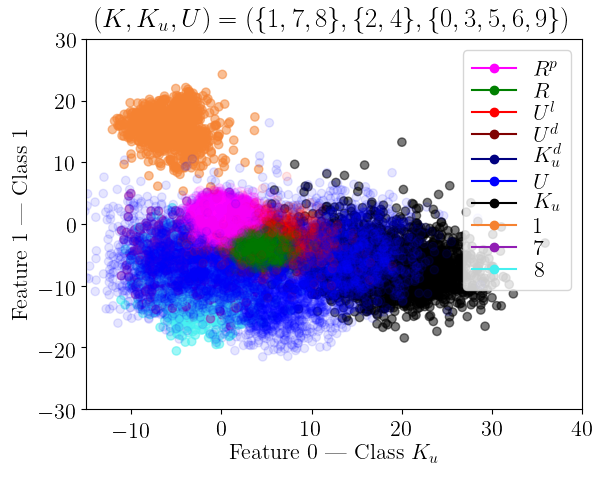 (K, K_u, U) = ({1, 7, 8}, {2, 4}, {0, 3, 5, 6, 9})
30
20
10
0
−10
−20
−30
Feature 1 — Class 1
R^p
R
U^l
U^d
K_u^d
U
K_u
1
7
8
−10
0
10
20
30
40
Feature 0 — Class K_u